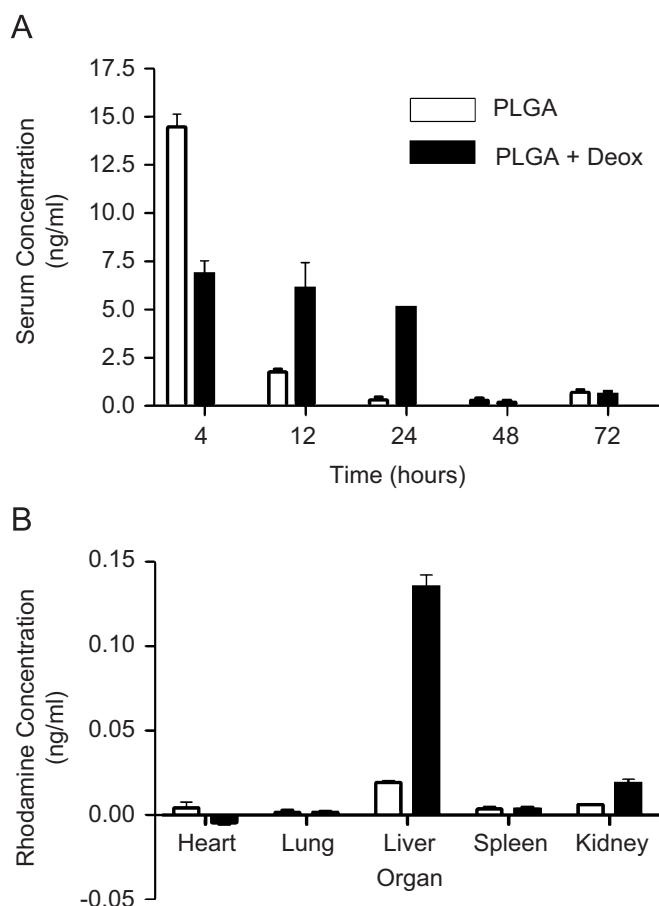 A
Serum Concentration
(ng/ml)
17.5
15.0
12.5
10.0
7.5
5.0
2.5
0.0
PLGA
PLGA + Deox
4 12 24 48 72
Time (hours)
B
Rhodamine Concentration
(ng/ml)
0.15
0.10
0.05
0.00
-0.05
Heart Lung Liver Spleen Kidney
Organ